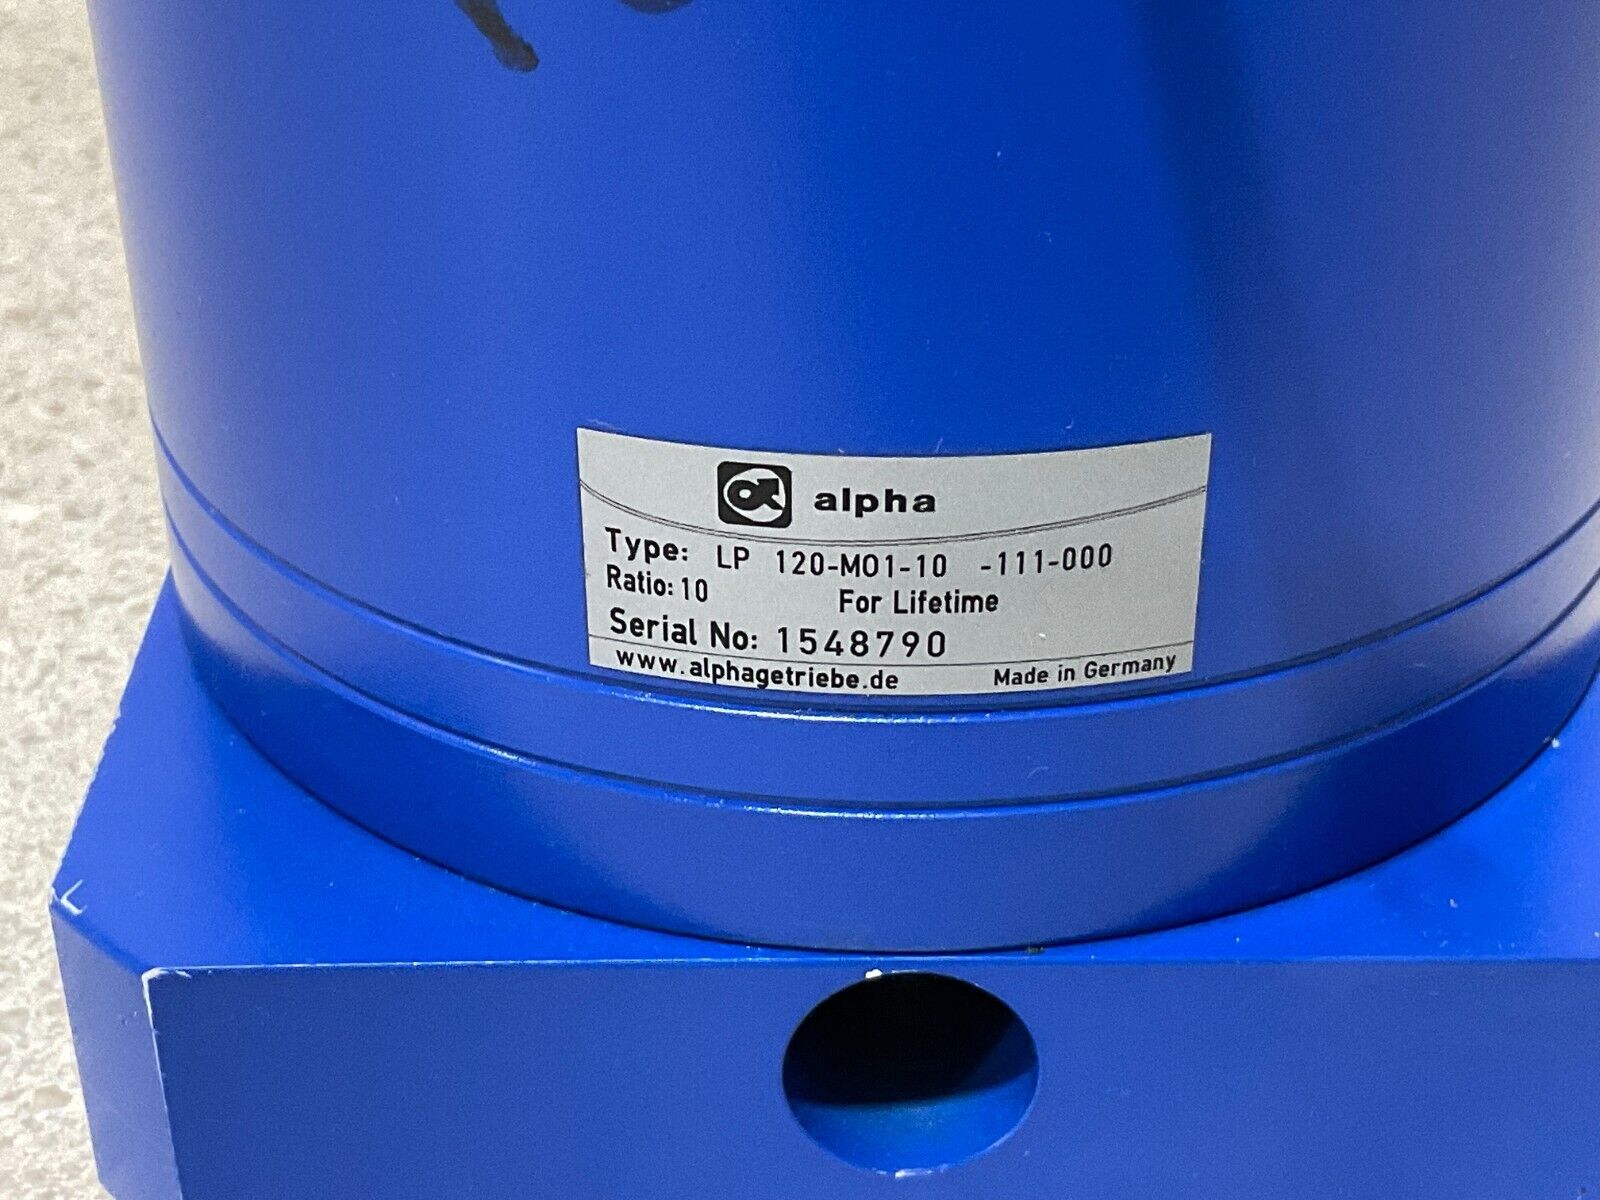 alpha
Type: LP 120-M01-10 -111-000
Ratio: 10 For Lifetime
Serial No: 1548790
www.alphagetriebe.de Made in Germany